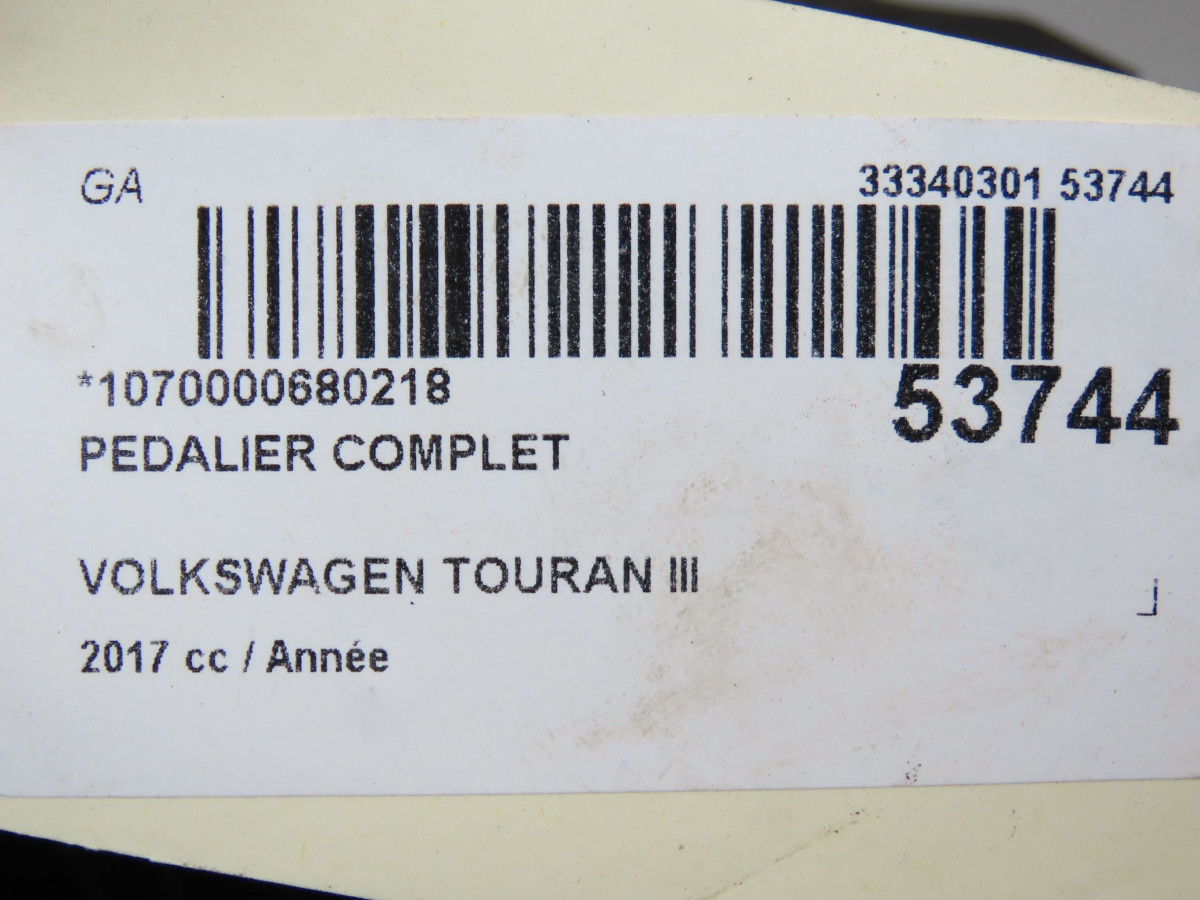 GA
33340301 53744
*1070000680218
53744
PEDALIER COMPLET
VOLKSWAGEN TOURAN III
2017 cc / Année